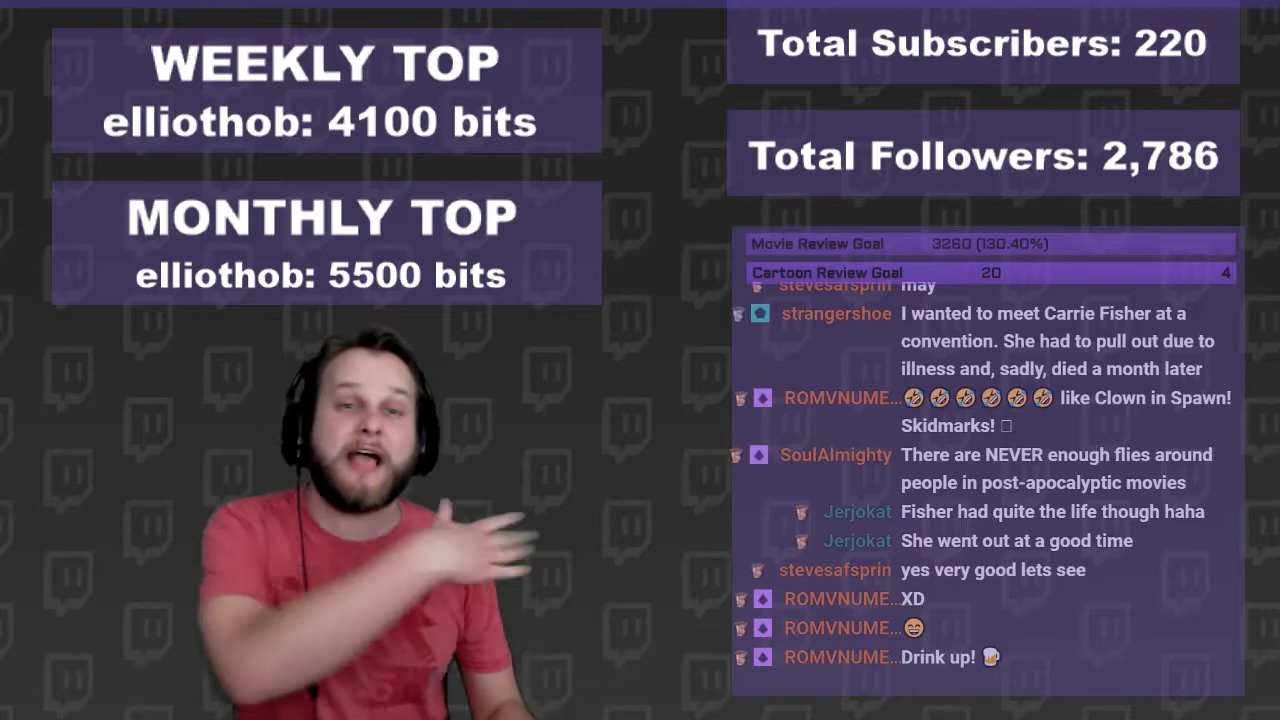 WEEKLY TOP
elliothob: 4100 bits
MONTHLY TOP
elliothob: 5500 bits
Total Subscribers: 220
Total Followers: 2,786
Movie Review Goal 3260 (130.40%)
Cartoon Review Goal 20 4
stevesafsprin may
strangershoe I wanted to meet Carrie Fisher at a
convention. She had to pull out due to
illness and, sadly, died a month later
ROMVNUME... 🤣 🤣 🤣 🤣 🤣 🤣 like Clown in Spawn!
Skidmarks!
SoulAlmighty There are NEVER enough flies around
people in post-apocalyptic movies
Jerjokat Fisher had quite the life though haha
Jerjokat She went out at a good time
stevesafsprin yes very good lets see
ROMVNUME... XD
ROMVNUME... 😄
ROMVNUME... Drink up! 🍺